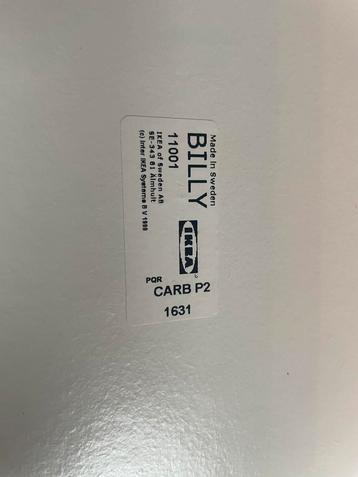 Made in Sweden
BILLY
11001
IKEA of Sweden AB
SE-343 81 Älmhult
(c) Inter IKEA Systems B V 1999
IKEA
PQR
CARB P2
1631